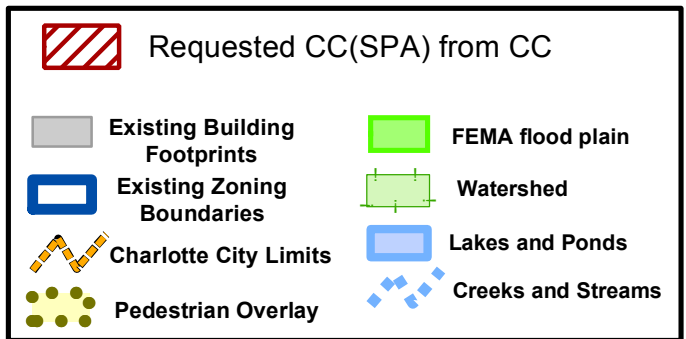 Requested CC(SPA) from CC
Existing Building
Footprints
Existing Zoning
Boundaries
Charlotte City Limits
Pedestrian Overlay
FEMA flood plain
Watershed
Lakes and Ponds
Creeks and Streams